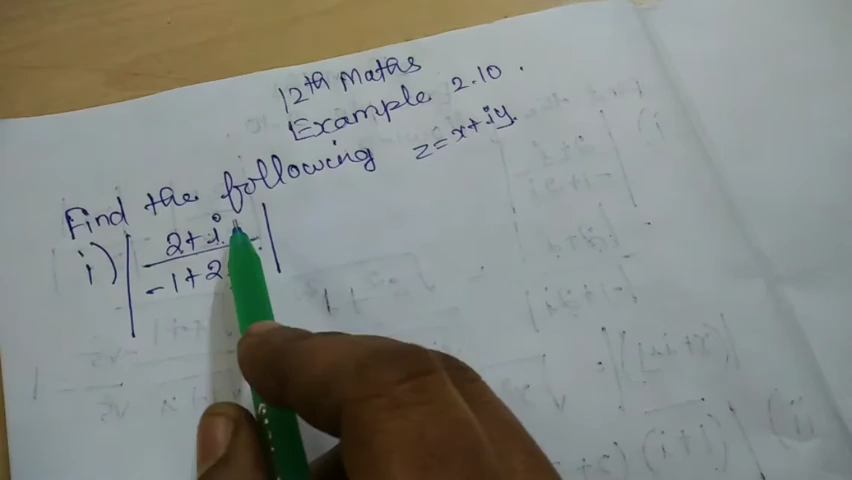 12th Maths
Example 2.10.
Find the following z=x+iy.
i) | 2+i
-1+2 |